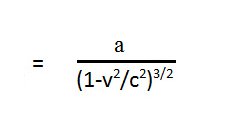 = a / (1-v²/c²)³/²